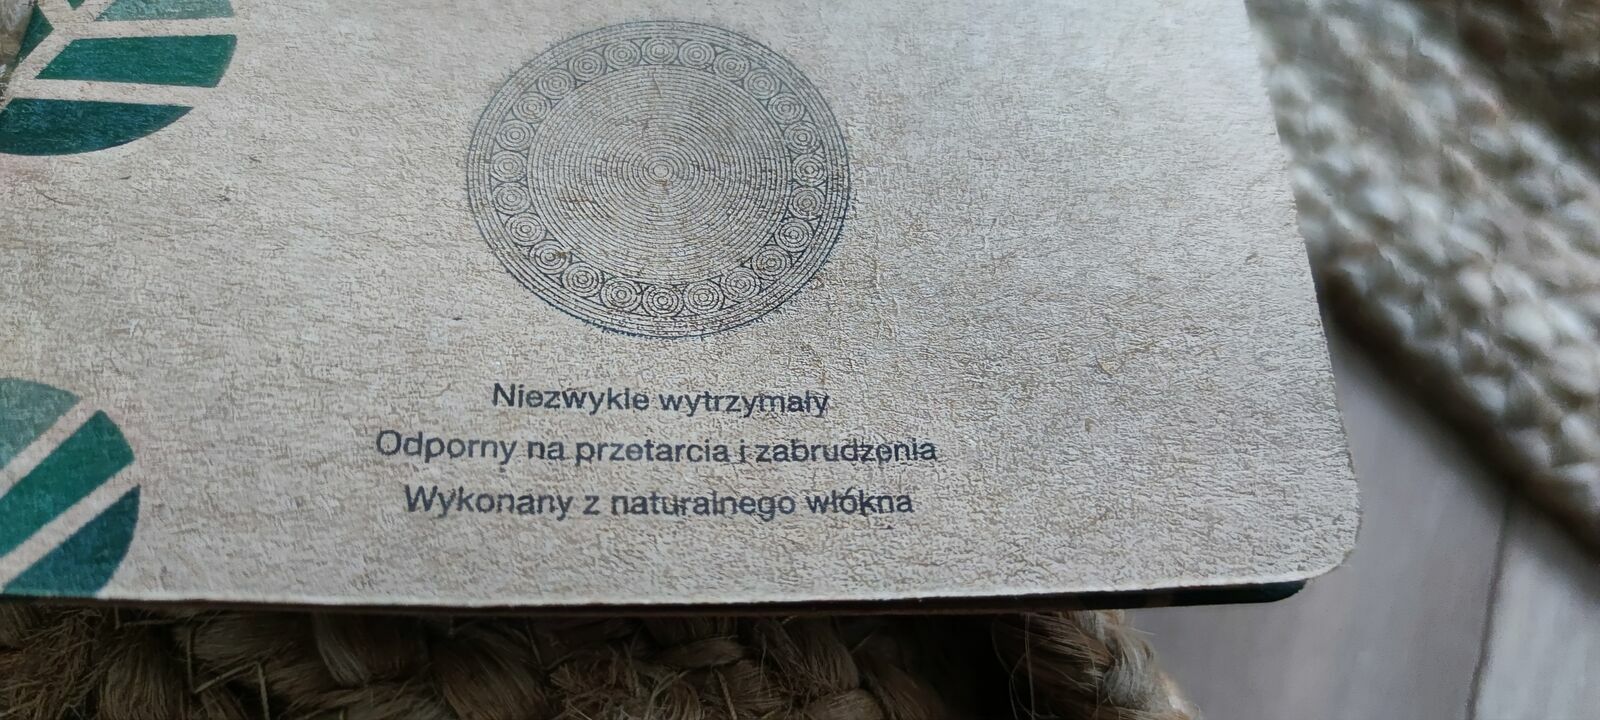 Niezwykle wytrzymały
Odporny na przetarcia i zabrudzenia
Wykonany z naturalnego włókna